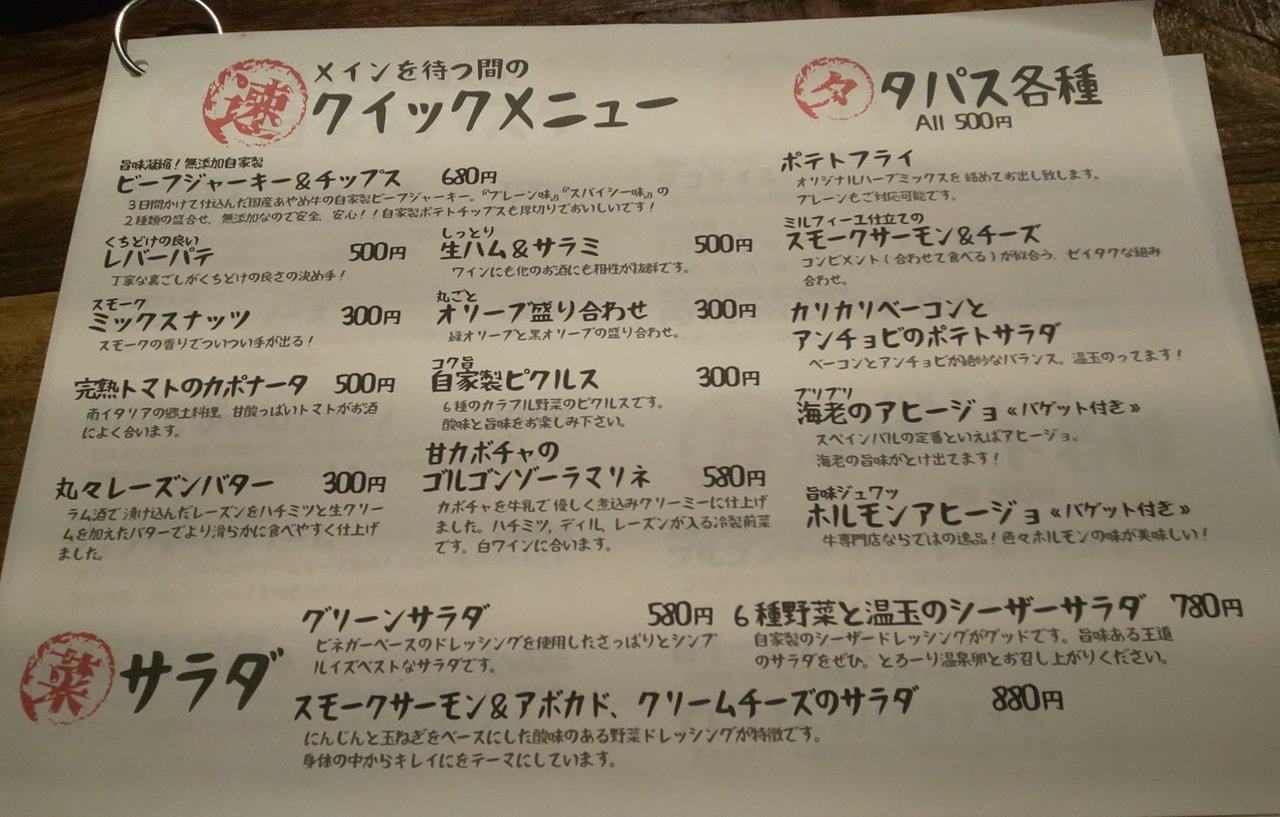 速
メインを待つ間の
クイックメニュー
旨味凝縮！無添加自家製
ビーフジャーキー＆チップス 680円
３日間かけて仕込んだ国産あやめ牛の自家製ビーフジャーキー。『プレーン味』『スパイシー味』の
２種類の盛合せ、無添加なので安全、安心！！自家製ポテトチップスも厚切りでおいしいです！
くちどけの良い
レバーパテ 500円
丁寧な裏ごしがくちどけの良さの決め手！
スモーク
ミックスナッツ 300円
スモークの香りでついつい手が出る！
完熟トマトのカポナータ 500円
南イタリアの郷土料理。甘酸っぱいトマトがお酒
によく合います。
丸々レーズンバター 300円
ラム酒で漬け込んだレーズンをハチミツと生クリー
ムを加えたバターでより滑らかに食べやすく仕上げ
ました。
しっとり
生ハム＆サラミ 500円
ワインにも他のお酒にも相性が抜群です。
丸ごと
オリーブ盛り合わせ 300円
緑オリーブと黒オリーブの盛り合わせ。
コク旨
自家製ピクルス 300円
６種のカラフル野菜のピクルスです。
酸味と旨味をお楽しみ下さい。
甘カボチャの
ゴルゴンゾーラマリネ 580円
カボチャを牛乳で優しく煮込みクリーミーに仕上げ
ました。ハチミツ，ディル，レーズンが入る冷製前菜
です。白ワインに合います。
タ
タパス各種
All 500円
ポテトフライ
オリジナルハーブミックスを絡めてお出し致します。
プレーンもご対応可能です。
ミルフィーユ仕立ての
スモークサーモン＆チーズ
コンビメント（合わせて食べる）が似合う、ゼイタクな組み
合わせ。
カリカリベーコンと
アンチョビのポテトサラダ
ベーコンとアンチョビが絶妙なバランス。温玉のってます！
プリプリ
海老のアヒージョ≪バゲット付き≫
スペインバルの定番といえばアヒージョ。
海老の旨味がとけ出てます！
旨味ジュワッ
ホルモンアヒージョ≪バゲット付き≫
牛専門店ならではの逸品！色々ホルモンの味が美味しい！
菜
サラダ
グリーンサラダ 580円
ビネガーベースのドレッシングを使用したさっぱりとシンプ
ルイズベストなサラダです。
６種野菜と温玉のシーザーサラダ 780円
自家製のシーザードレッシングがグッドです。旨味ある王道
のサラダをぜひ。とろーり温泉卵とお召し上がりください。
スモークサーモン＆アボカド、クリームチーズのサラダ 880円
にんじんと玉ねぎをベースにした酸味のある野菜ドレッシングが特徴です。
身体の中からキレイにをテーマにしています。